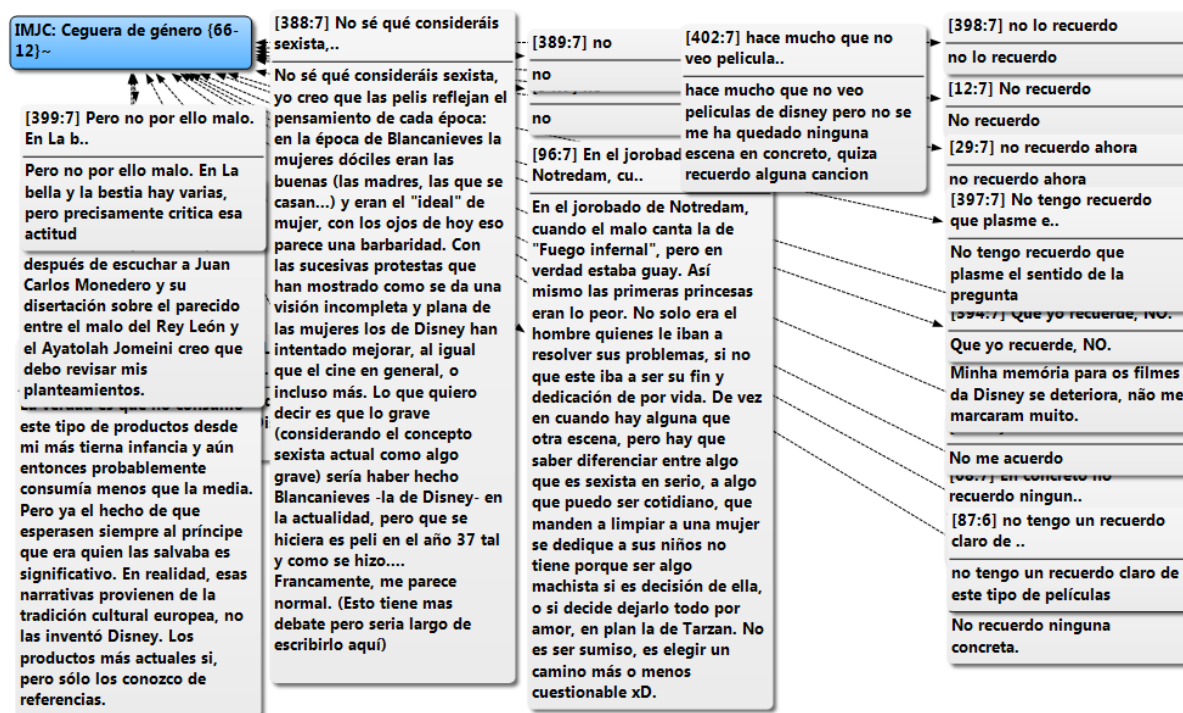 IMJC: Ceguera de género {66-
12}~
[399:7] Pero no por ello malo.
En La b..
Pero no por ello malo. En La
bella y la bestia hay varias,
pero precisamente critica esa
actitud
después de escuchar a Juan
Carlos Monedero y su
disertación sobre el parecido
entre el malo del Rey León y
el Ayatolah Jomeini creo que
debo revisar mis
planteamientos.
La verdad es que no consumo
este tipo de productos desde
mi más tierna infancia y aún
entonces probablemente
consumía menos que la media.
Pero ya el hecho de que
esperasen siempre al príncipe
que era quien las salvaba es
significativo. En realidad, esas
narrativas provienen de la
tradición cultural europea, no
las inventó Disney. Los
productos más actuales si,
pero sólo los conozco de
referencias.
[388:7] No sé qué consideráis
sexista,..
No sé qué consideráis sexista,
yo creo que las pelis reflejan el
pensamiento de cada época:
en la época de Blancanieves la
mujeres dóciles eran las
buenas (las madres, las que se
casan...) y eran el "ideal" de
mujer, con los ojos de hoy eso
parece una barbaridad. Con
las sucesivas protestas que
han mostrado como se da una
visión incompleta y plana de
las mujeres los de Disney han
intentado mejorar, al igual
que el cine en general, o
incluso más. Lo que quiero
decir es que lo grave
(considerando el concepto
sexista actual como algo
grave) sería haber hecho
Blancanieves -la de Disney- en
la actualidad, pero que se
hiciera es peli en el año 37 tal
y como se hizo....
Francamente, me parece
normal. (Esto tiene mas
debate pero seria largo de
escribirlo aquí)
[389:7] no
no
no
[96:7] En el jorobad
Notredam, cu..
En el jorobado de Notredam,
cuando el malo canta la de
"Fuego infernal", pero en
verdad estaba guay. Así
mismo las primeras princesas
eran lo peor. No solo era el
hombre quienes le iban a
resolver sus problemas, si no
que este iba a ser su fin y
dedicación de por vida. De vez
en cuando hay alguna que
otra escena, pero hay que
saber diferenciar entre algo
que es sexista en serio, a algo
que puedo ser cotidiano, que
manden a limpiar a una mujer
se dedique a sus niños no
tiene porque ser algo
machista si es decisión de ella,
o si decide dejarlo todo por
amor, en plan la de Tarzan. No
es ser sumiso, es elegir un
camino más o menos
cuestionable xD.
[402:7] hace mucho que no
veo pelicula..
hace mucho que no veo
peliculas de disney pero no se
me ha quedado ninguna
escena en concreto, quiza
recuerdo alguna cancion
[398:7] no lo recuerdo
no lo recuerdo
[12:7] No recuerdo
No recuerdo
[29:7] no recuerdo ahora
no recuerdo ahora
[397:7] No tengo recuerdo
que plasme e..
No tengo recuerdo que
plasme el sentido de la
pregunta
[394:7] Que yo recuerde, NO.
Que yo recuerde, NO.
Minha memória para os filmes
da Disney se deteriora, não me
marcaram muito.
No me acuerdo
[68:7] En concreto no
recuerdo ningun..
[87:6] no tengo un recuerdo
claro de ..
no tengo un recuerdo claro de
este tipo de películas
No recuerdo ninguna
concreta.